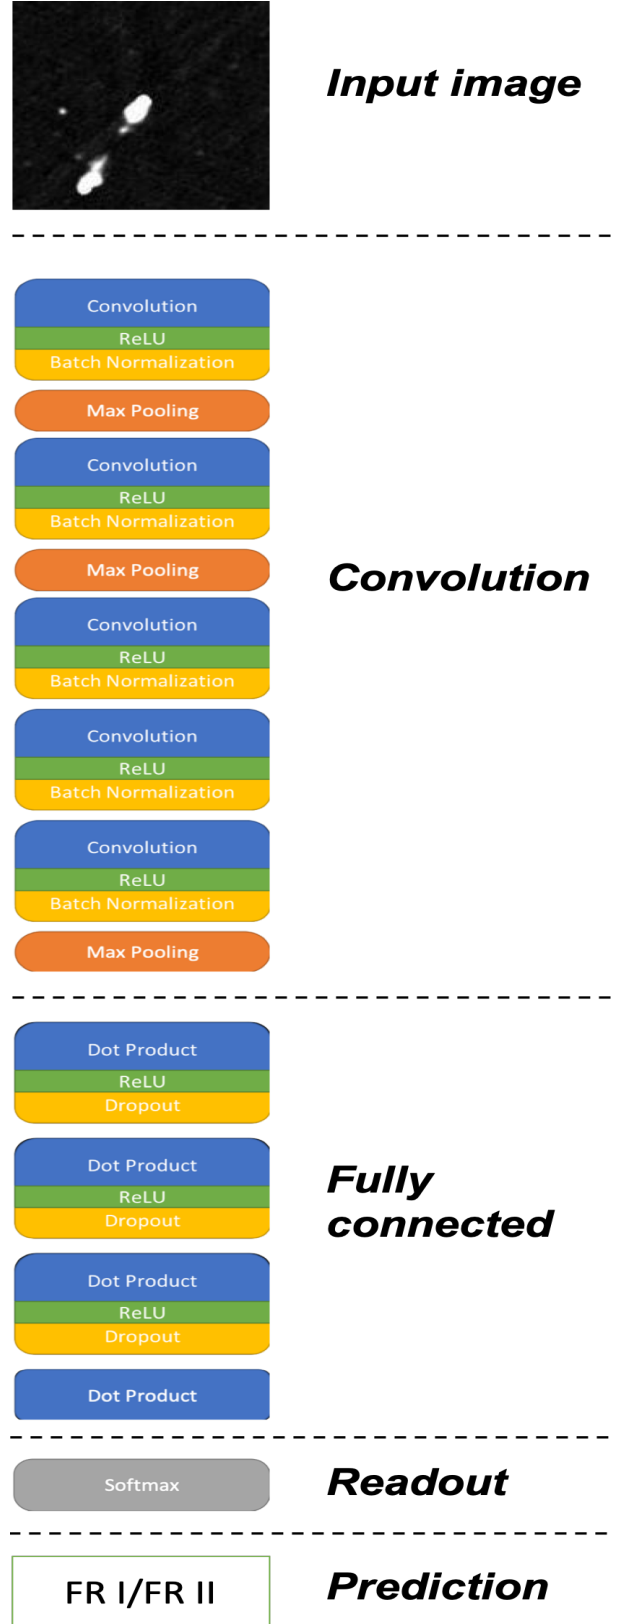 Input image
Convolution
ReLU
Batch Normalization
Max Pooling
Convolution
ReLU
Batch Normalization
Max Pooling
Convolution
ReLU
Batch Normalization
Convolution
ReLU
Batch Normalization
Convolution
ReLU
Batch Normalization
Max Pooling
Convolution
Dot Product
ReLU
Dropout
Dot Product
ReLU
Dropout
Dot Product
ReLU
Dropout
Dot Product
Fully
connected
Softmax
Readout
FR I/FR II
Prediction